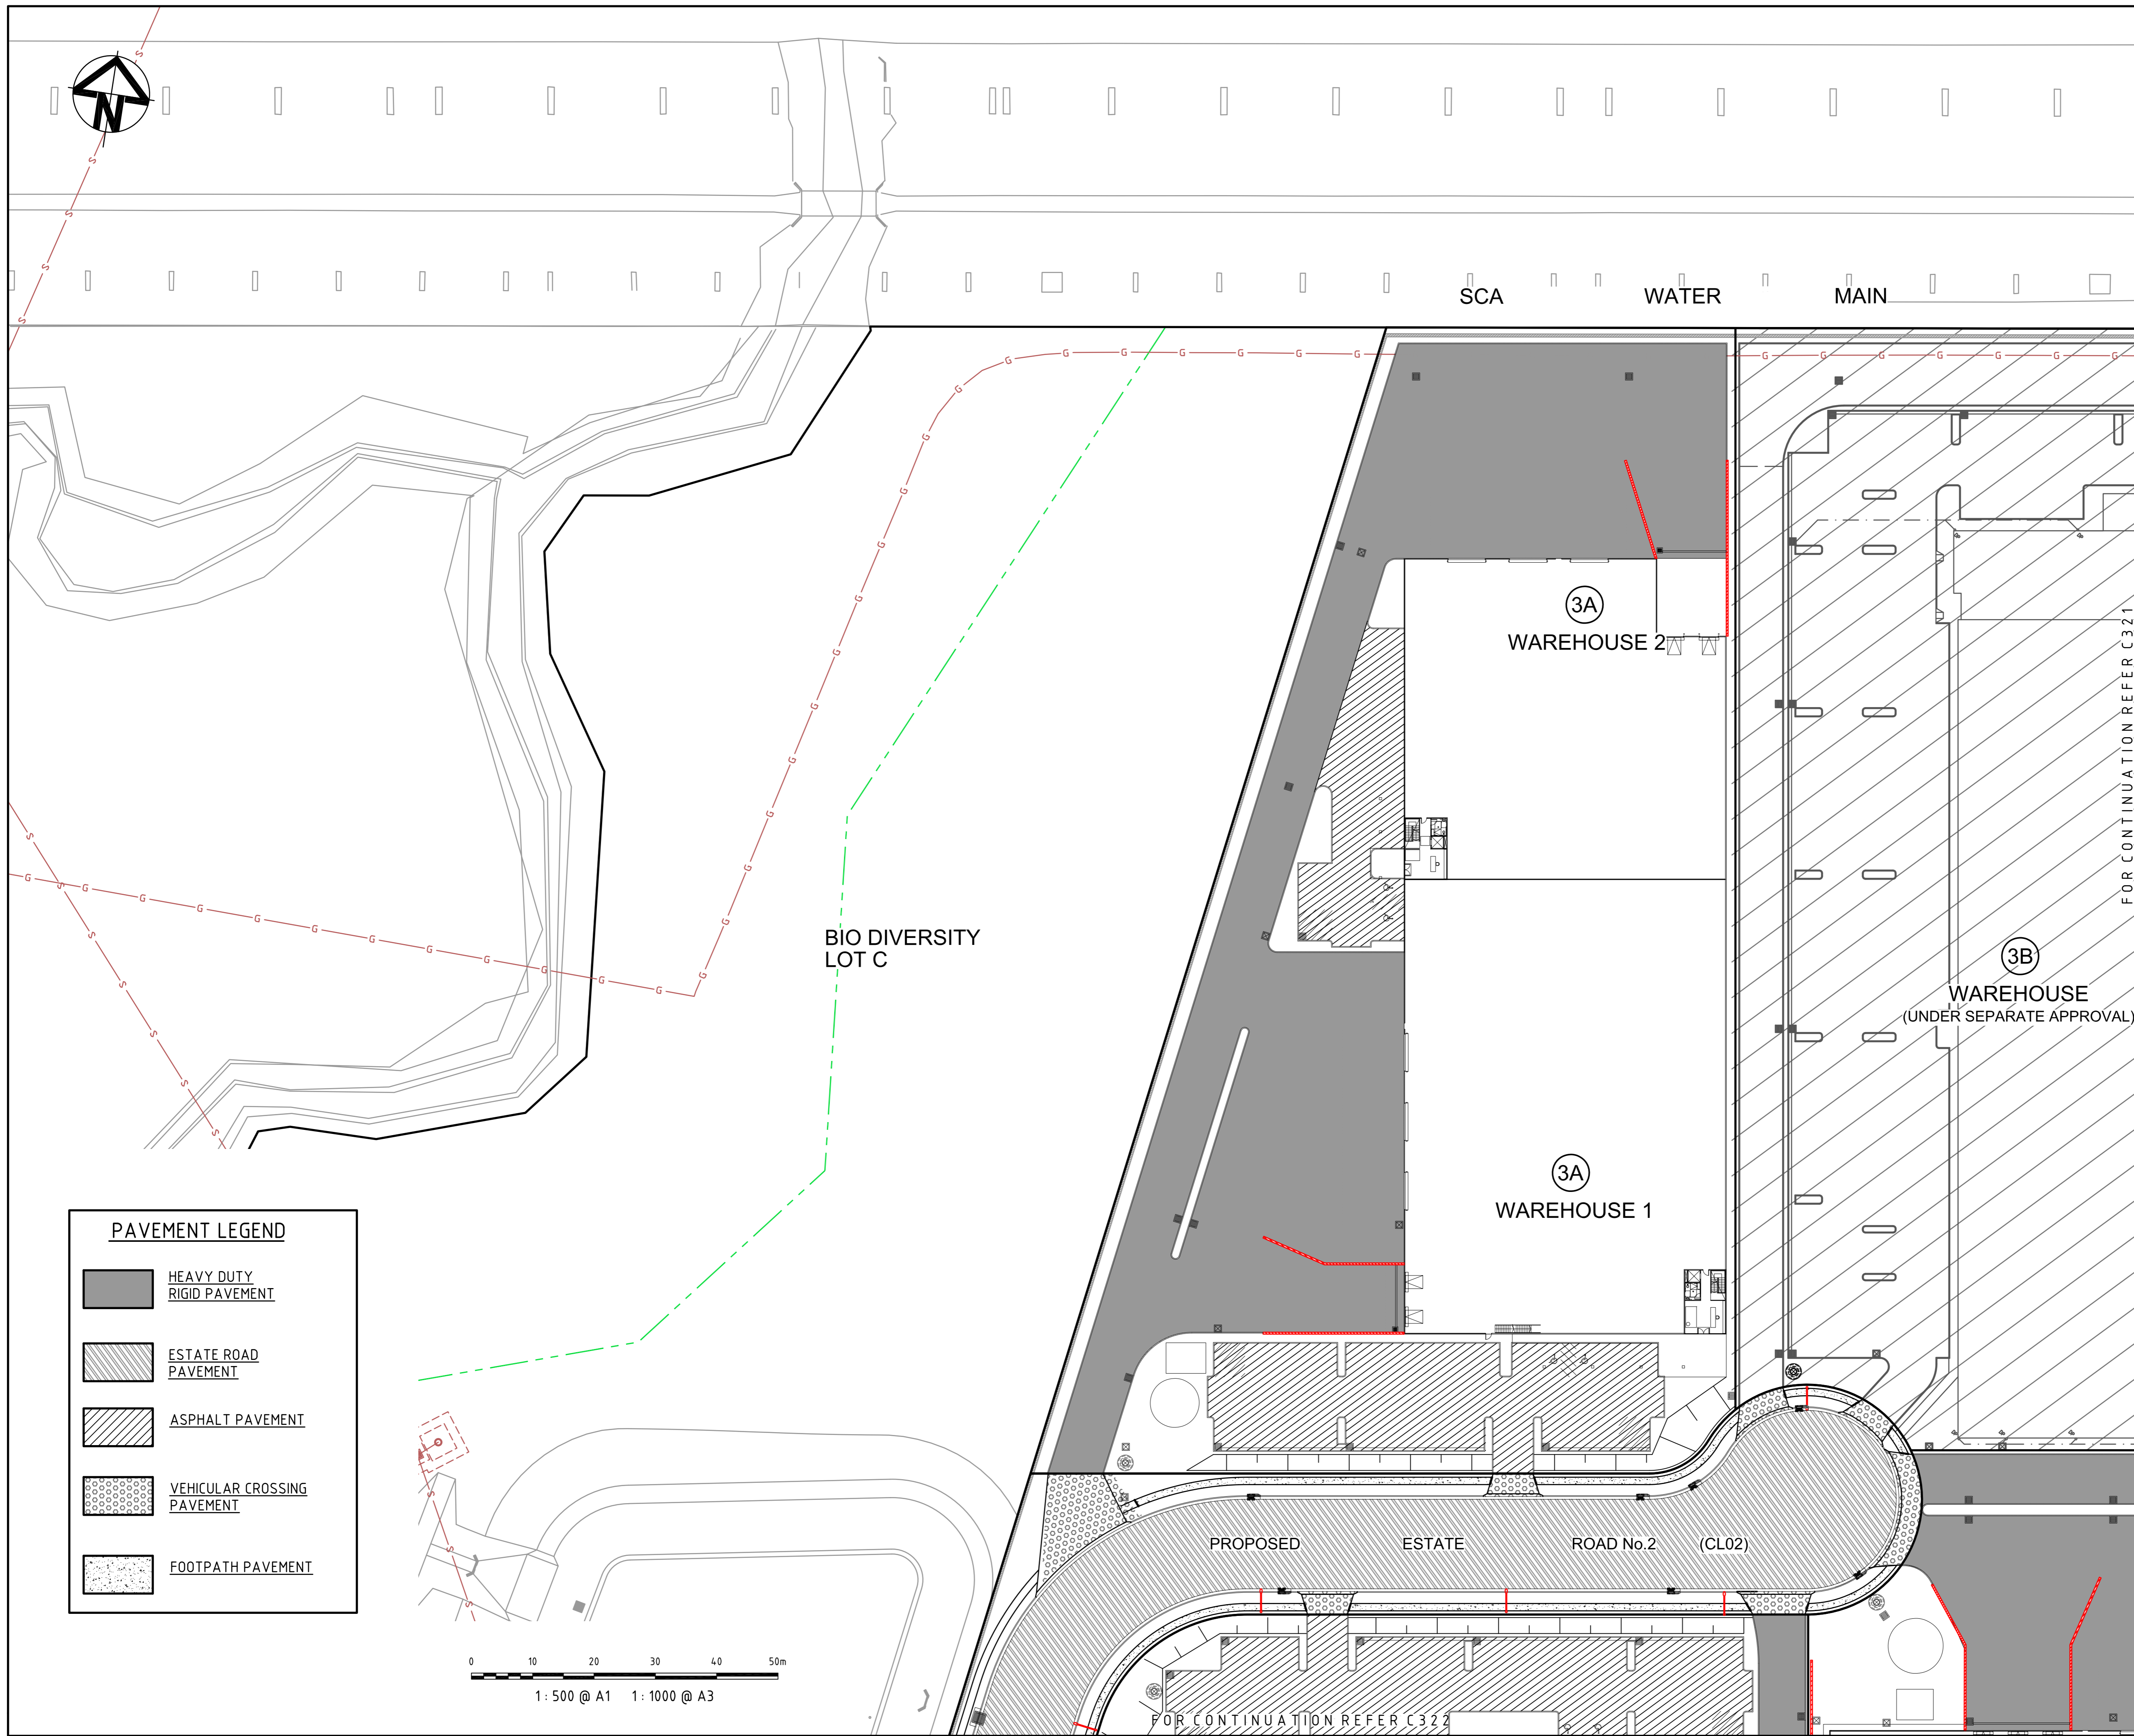 N
SCA WATER MAIN
3A
WAREHOUSE 2
FOR CONTINUATION REFER C321
BIO DIVERSITY
LOT C
3B
WAREHOUSE
(UNDER SEPARATE APPROVAL)
3A
WAREHOUSE 1
PAVEMENT LEGEND
HEAVY DUTY
RIGID PAVEMENT
ESTATE ROAD
PAVEMENT
ASPHALT PAVEMENT
VEHICULAR CROSSING
PAVEMENT
FOOTPATH PAVEMENT
PROPOSED ESTATE ROAD No.2 (CL02)
0 10 20 30 40 50m
1 : 500 @ A1 1 : 1000 @ A3
FOR CONTINUATION REFER C322